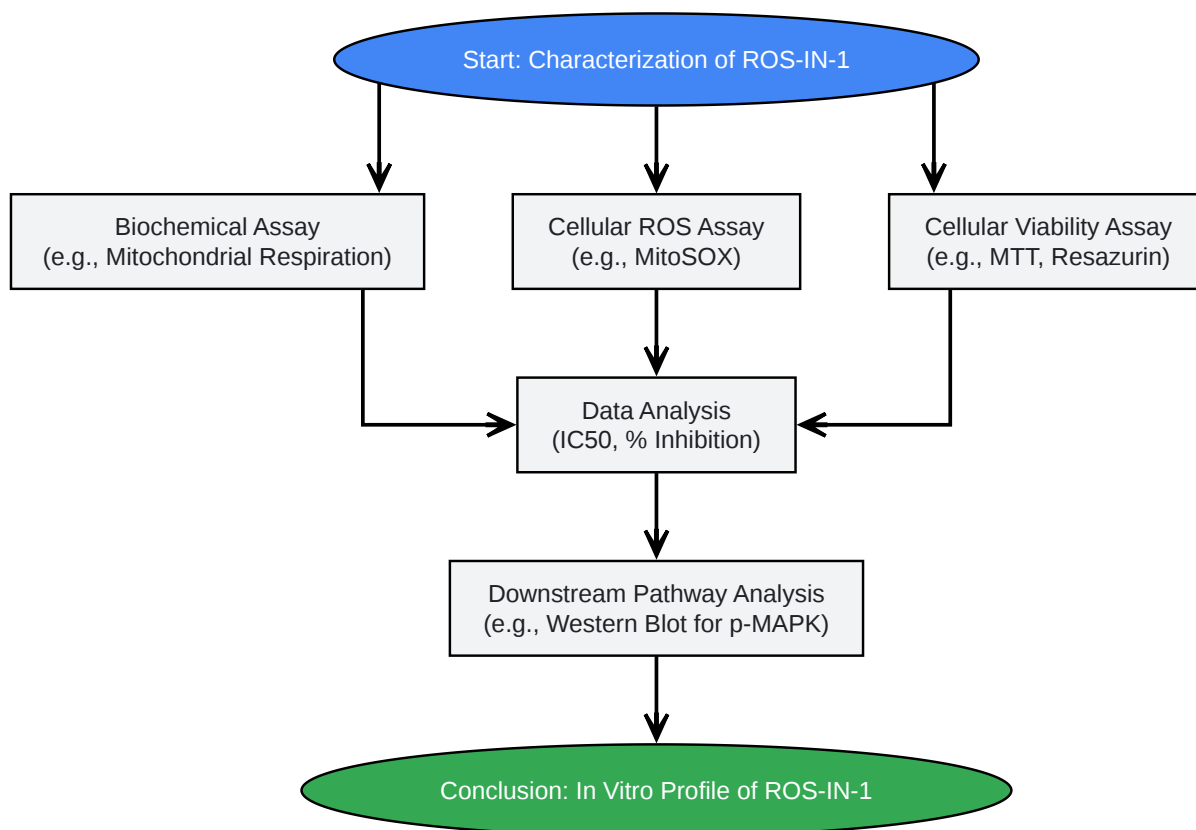 Start: Characterization of ROS-IN-1
Biochemical Assay
(e.g., Mitochondrial Respiration)
Cellular ROS Assay
(e.g., MitoSOX)
Cellular Viability Assay
(e.g., MTT, Resazurin)
Data Analysis
(IC50, % Inhibition)
Downstream Pathway Analysis
(e.g., Western Blot for p-MAPK)
Conclusion: In Vitro Profile of ROS-IN-1